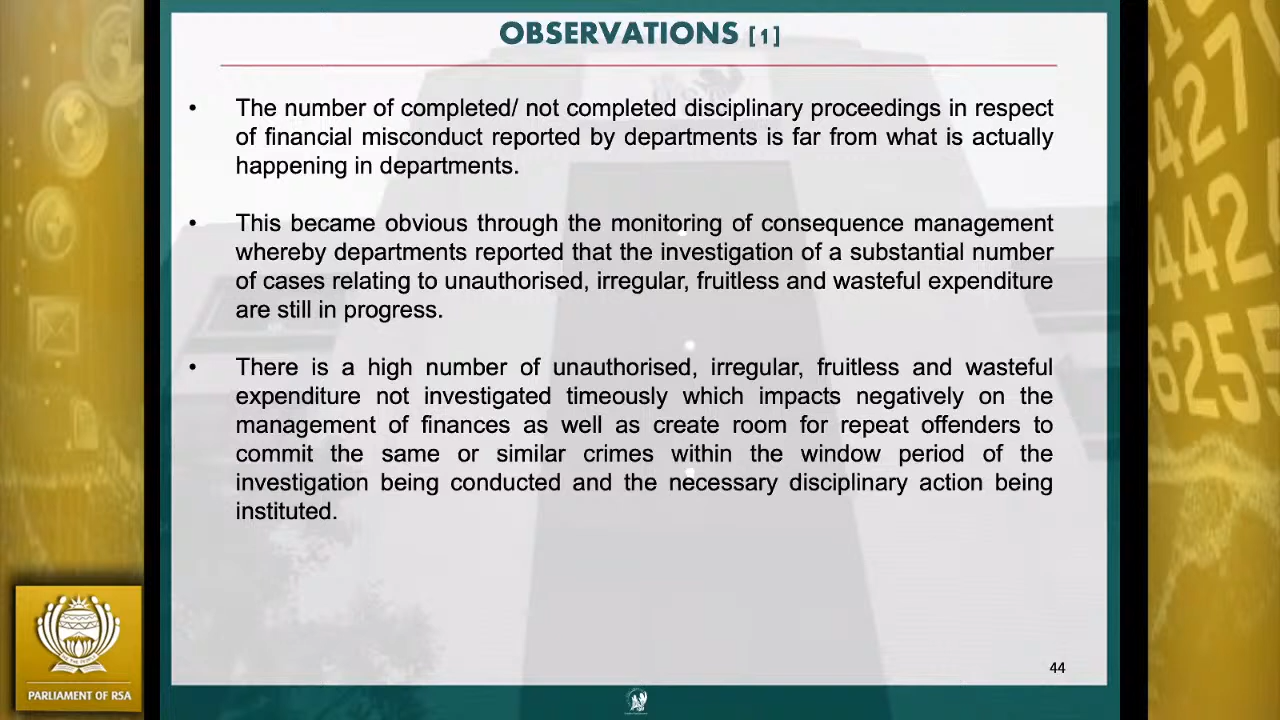 OBSERVATIONS [1]
• The number of completed/ not completed disciplinary proceedings in respect
of financial misconduct reported by departments is far from what is actually
happening in departments.
• This became obvious through the monitoring of consequence management
whereby departments reported that the investigation of a substantial number
of cases relating to unauthorised, irregular, fruitless and wasteful expenditure
are still in progress.
• There is a high number of unauthorised, irregular, fruitless and wasteful
expenditure not investigated timeously which impacts negatively on the
management of finances as well as create room for repeat offenders to
commit the same or similar crimes within the window period of the
investigation being conducted and the necessary disciplinary action being
instituted.
44
PARLIAMENT OF RSA
427
442
6255